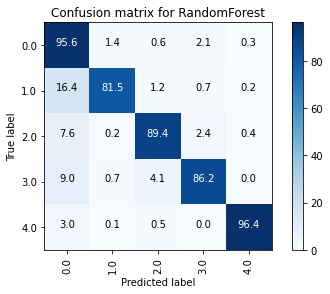 Confusion matrix for RandomForest
True label
0.0 95.6 1.4 0.6 2.1 0.3
1.0 16.4 81.5 1.2 0.7 0.2
2.0 7.6 0.2 89.4 2.4 0.4
3.0 9.0 0.7 4.1 86.2 0.0
4.0 3.0 0.1 0.5 0.0 96.4
0.0 1.0 2.0 3.0 4.0
Predicted label
80
60
40
20
0